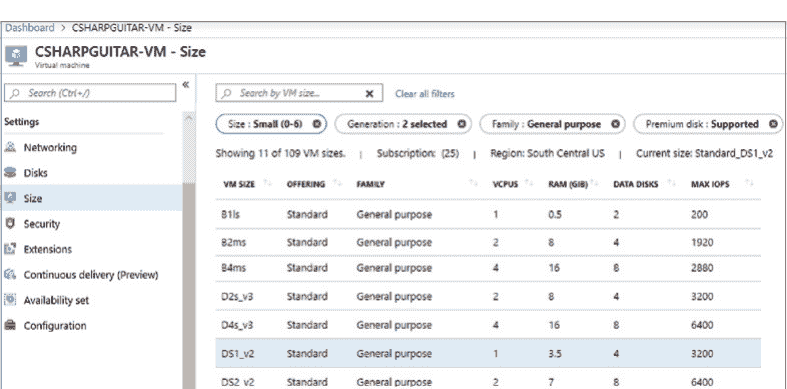 Dashboard > CSHARPGUITAR-VM - Size
CSHARPGUITAR-VM - Size
Virtual machine
Search (Ctrl+/)
«
Settings
Networking
Disks
Size
Security
Extensions
Continuous delivery (Preview)
Availability set
Configuration
Search by VM size... Clear all filters
Size : Small (0-6) Generation : 2 selected Family : General purpose Premium disk : Supported
Showing 11 of 109 VM sizes. | Subscription: (25) | Region: South Central US | Current size: Standard_DS1_v2
VM SIZE OFFERING FAMILY VCPUS RAM (GIB) DATA DISKS MAX IOPS
B1ls Standard General purpose 1 0.5 2 200
B2ms Standard General purpose 2 8 4 1920
B4ms Standard General purpose 4 16 8 2880
D2s_v3 Standard General purpose 2 8 4 3200
D4s_v3 Standard General purpose 4 16 8 6400
DS1_v2 Standard General purpose 1 3.5 4 3200
DS2_v2 Standard General purpose 2 7 8 6400